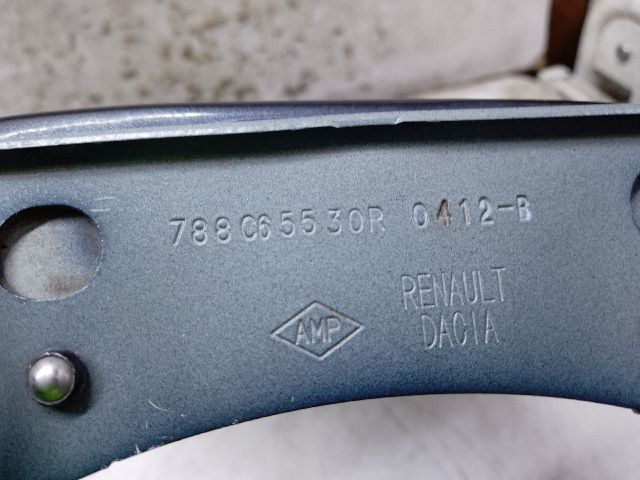 788C65530R 0412-B
RENAULT
AMP
DACIA